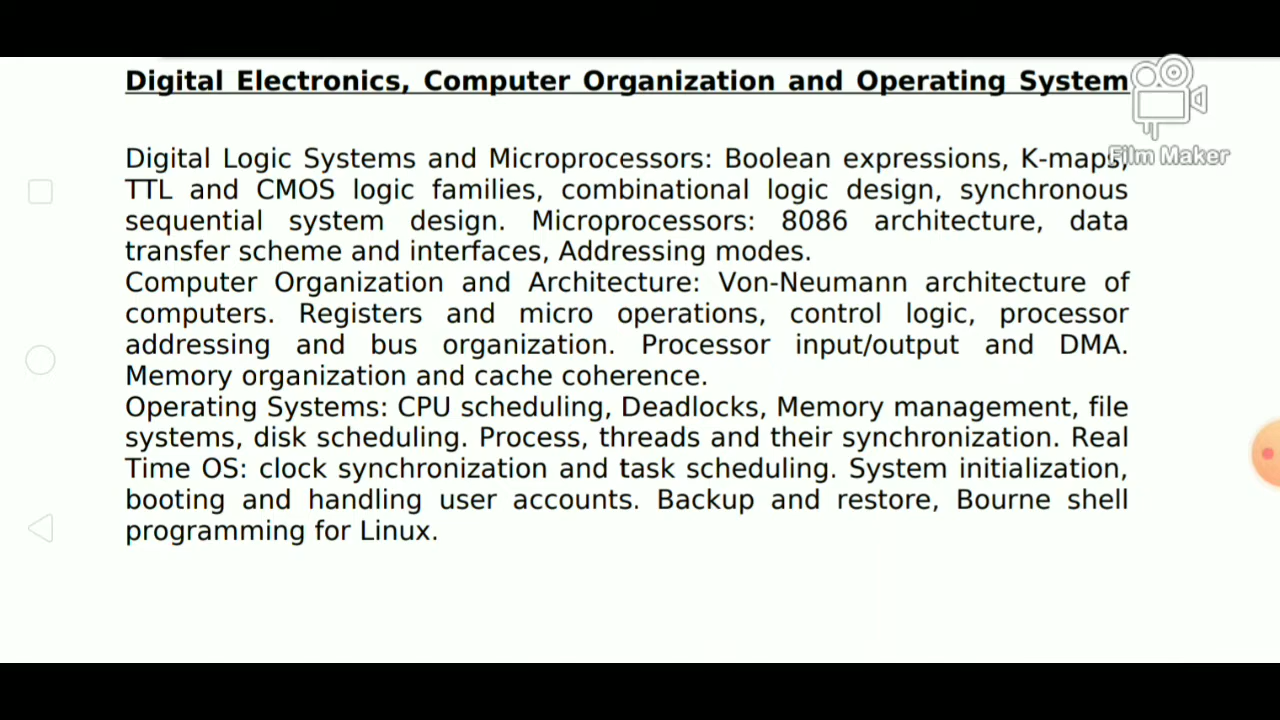 Digital Electronics, Computer Organization and Operating System
Film Maker
Digital Logic Systems and Microprocessors: Boolean expressions, K-maps,
TTL and CMOS logic families, combinational logic design, synchronous
sequential system design. Microprocessors: 8086 architecture, data
transfer scheme and interfaces, Addressing modes.
Computer Organization and Architecture: Von-Neumann architecture of
computers. Registers and micro operations, control logic, processor
addressing and bus organization. Processor input/output and DMA.
Memory organization and cache coherence.
Operating Systems: CPU scheduling, Deadlocks, Memory management, file
systems, disk scheduling. Process, threads and their synchronization. Real
Time OS: clock synchronization and task scheduling. System initialization,
booting and handling user accounts. Backup and restore, Bourne shell
programming for Linux.